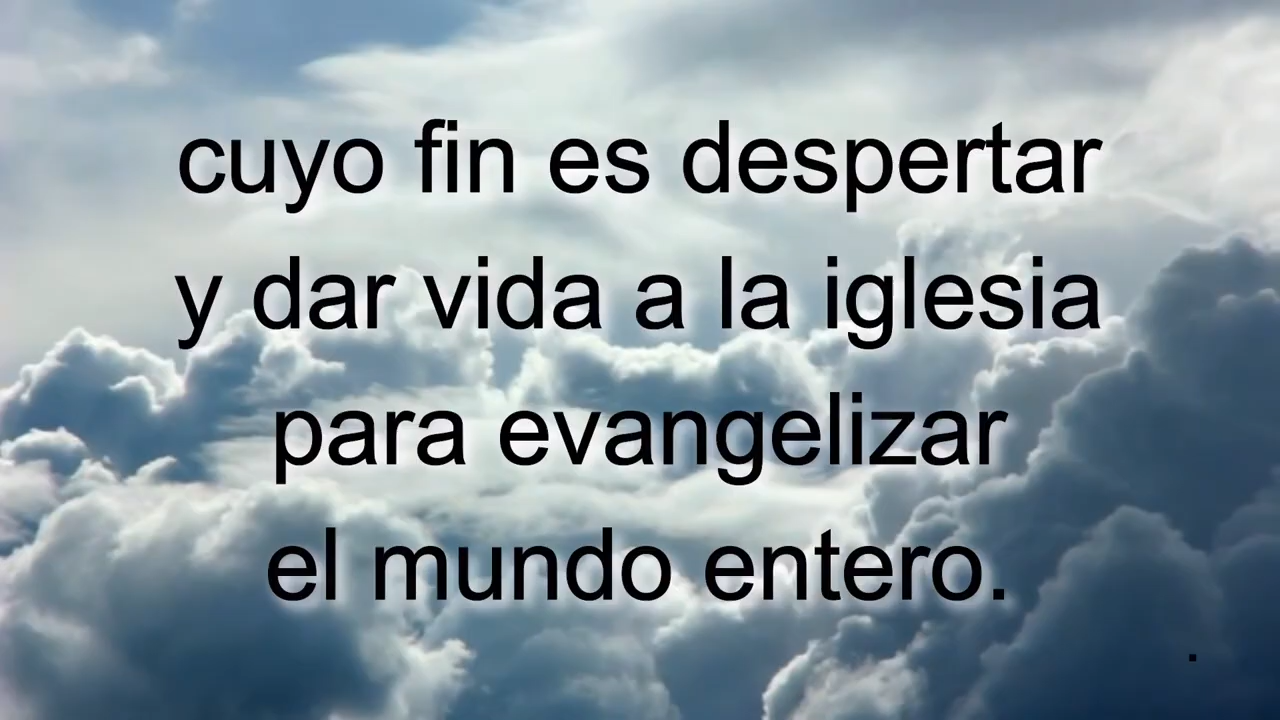 cuyo fin es despertar
y dar vida a la iglesia
para evangelizar
el mundo entero.
.